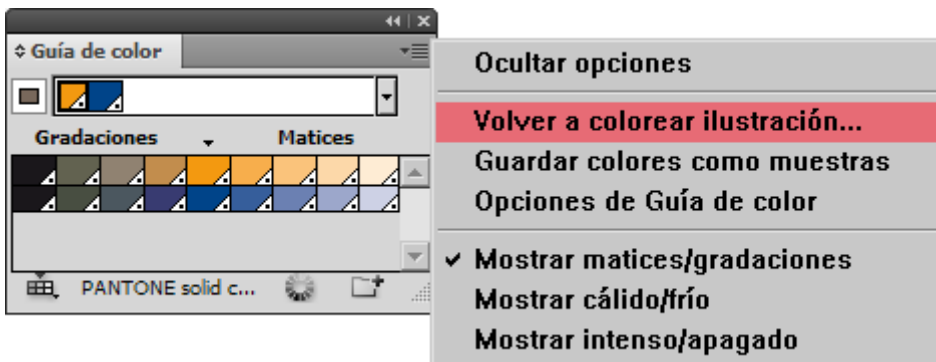 Guía de color
Gradaciones Matices
PANTONE solid c...
Ocultar opciones
Volver a colorear ilustración...
Guardar colores como muestras
Opciones de Guía de color
Mostrar matices/gradaciones
Mostrar cálido/frío
Mostrar intenso/apagado